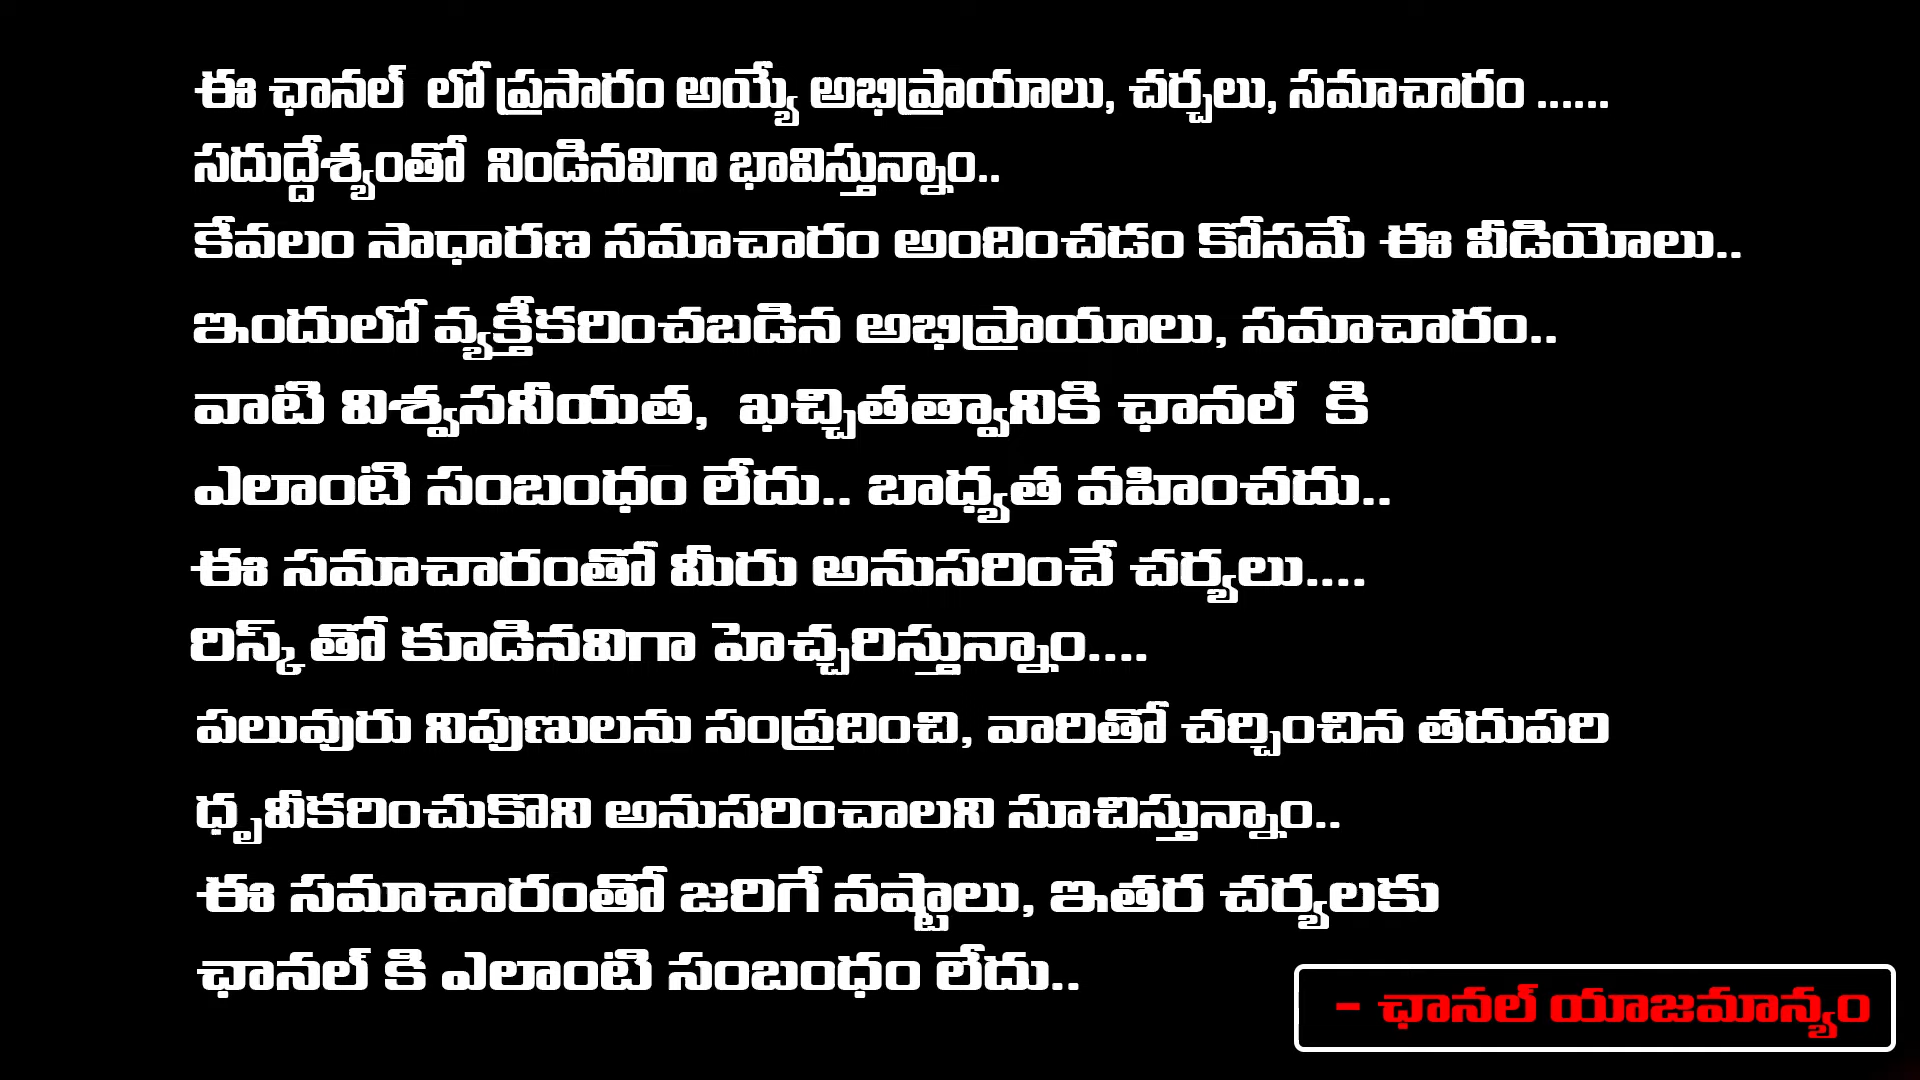 ఈ ఛానల్ లో ప్రసారం అయ్యే అభిప్రాయాలు, చర్చలు, సమాచారం ......
సదుద్దేశ్యంతో నిండినవిగా భావిస్తున్నాం..
కేవలం సాధారణ సమాచారం అందించడం కోసమే ఈ వీడియోలు..
ఇందులో వ్యక్తీకరించబడిన అభిప్రాయాలు, సమాచారం..
వాటి విశ్వసనీయత, ఖచ్చితత్వానికి ఛానల్ కి
ఎలాంటి సంబంధం లేదు.. బాధ్యత వహించదు..
ఈ సమాచారంతో మీరు అనుసరించే చర్యలు....
రిస్క్ తో కూడినవిగా హెచ్చరిస్తున్నాం....
పలువురు నిపుణులను సంప్రదించి, వారితో చర్చించిన తదుపరి
ధృవీకరించుకొని అనుసరించాలని సూచిస్తున్నాం..
ఈ సమాచారంతో జరిగే నష్టాలు, ఇతర చర్యలకు
ఛానల్ కి ఎలాంటి సంబంధం లేదు..
- ఛానల్ యాజమాన్యం